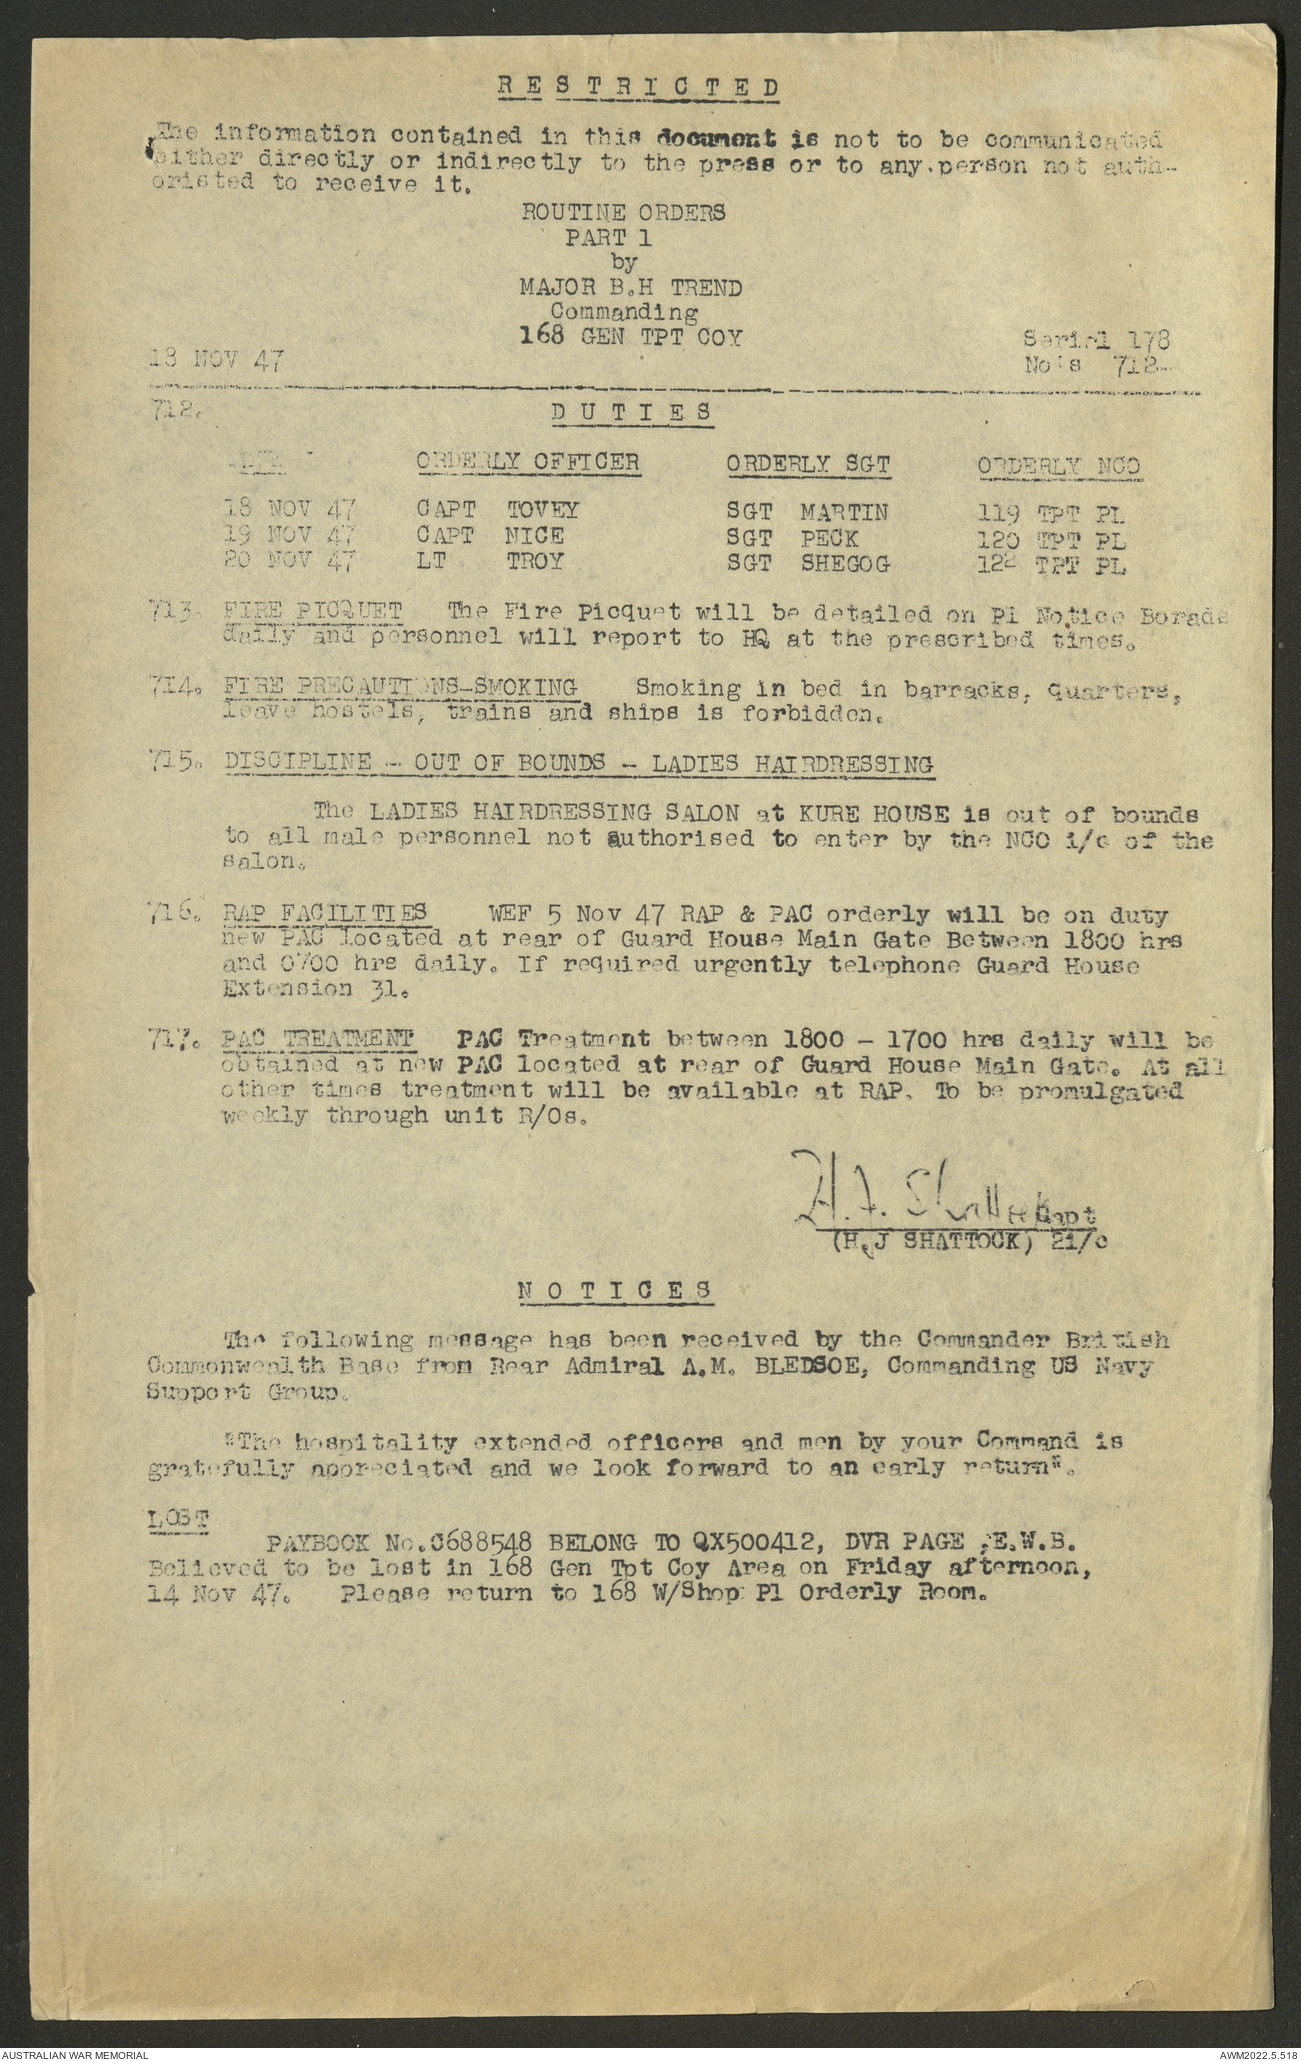 RESTRICTED
The information contained in this document is not to be communicated
either directly or indirectly to the press or to any.person not auth-
oristed to receive it.
ROUTINE ORDERS
PART 1
by
MAJOR B.H TREND
Commanding
168 GEN TPT COY
Serial 178
18 NOV 47
No's 712-
712.
DUTIES
ORDERLY OFFICER ORDERLY SGT ORDERLY NCO
18 NOV 47 CAPT TOVEY SGT MARTIN 119 TPT PL
19 NOV 47 CAPT NICE SGT PECK 120 TPT PL
20 NOV 47 LT TROY SGT SHEGOG 122 TPT PL
713. FIRE PICQUET The Fire Picquet will be detailed on Pl Notice Borads
daily and personnel will report to HQ at the prescribed times.
714. FIRE PRECAUTIONS-SMOKING Smoking in bed in barracks, quarters,
leave hostels, trains and ships is forbidden.
715. DISCIPLINE - OUT OF BOUNDS - LADIES HAIRDRESSING
The LADIES HAIRDRESSING SALON at KURE HOUSE is out of bounds
to all male personnel not authorised to enter by the NCO i/c of the
salon.
716. RAP FACILITIES WEF 5 Nov 47 RAP & PAC orderly will be on duty
new PAC located at rear of Guard House Main Gate Between 1800 hrs
and 0700 hrs daily. If required urgently telephone Guard House
Extension 31.
717. PAC TREATMENT PAC Treatment between 1800 - 1700 hrs daily will be
obtained at new PAC located at rear of Guard House Main Gate. At all
other times treatment will be available at RAP. To be promulgated
weekly through unit R/Os.
H.J. Shattock Capt
(H.J SHATTOCK) 2i/c
NOTICES
The following message has been received by the Commander British
Commonwealth Base from Rear Admiral A.M. BLEDSOE, Commanding US Navy
Support Group.
"The hospitality extended officers and men by your Command is
gratefully appreciated and we look forward to an early return".
LOST
PAYBOOK No.C688548 BELONG TO QX500412, DVR PAGE ;E.W.B.
Believed to be lost in 168 Gen Tpt Coy Area on Friday afternoon,
14 Nov 47. Please return to 168 W/Shop Pl Orderly Room.
AUSTRALIAN WAR MEMORIAL
AWM2022.5.518